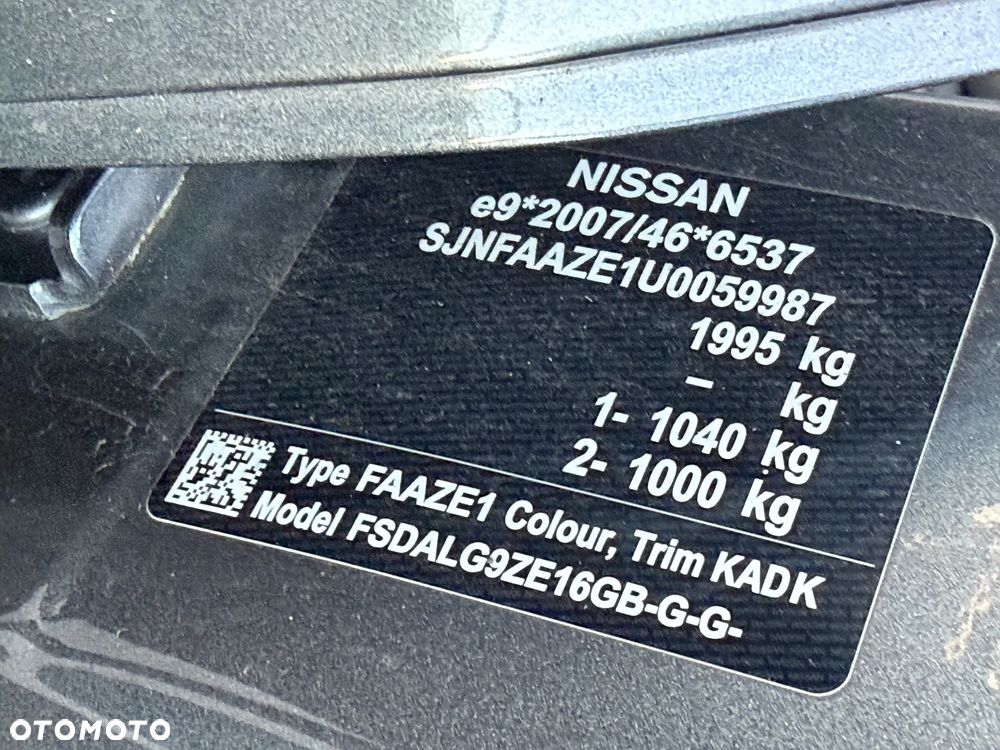 NISSAN
e9*2007/46*6537
SJNFAAZE1U0059987
1995 kg
– kg
1- 1040 kg
2- 1000 kg
Type FAAZE1 Colour, Trim KADK
Model FSDALG9ZE16GB-G-G-
OTOMOTO